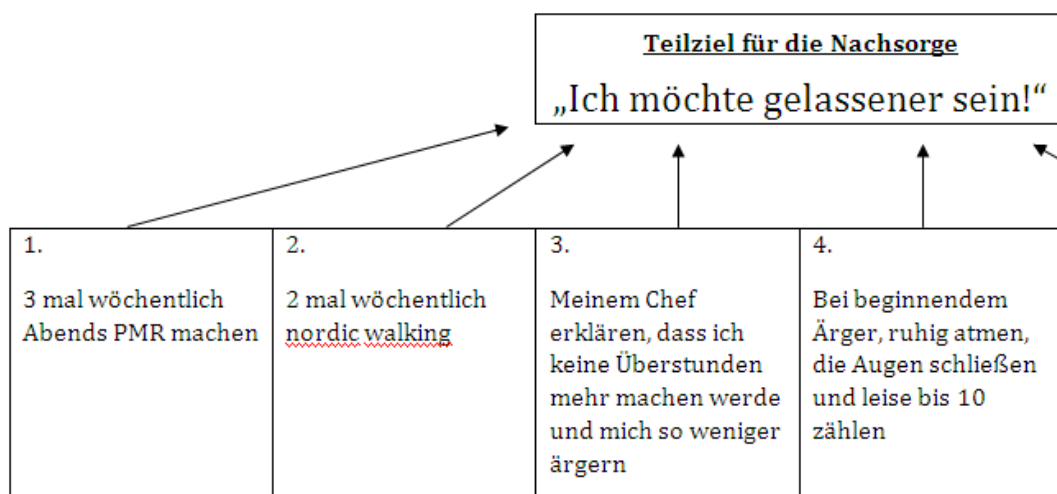 Teilziel für die Nachsorge
„Ich möchte gelassener sein!“
1.
3 mal wöchentlich
Abends PMR machen
2.
2 mal wöchentlich
nordic walking
3.
Meinem Chef
erklären, dass ich
keine Überstunden
mehr machen werde
und mich so weniger
ärgern
4.
Bei beginnendem
Ärger, ruhig atmen,
die Augen schließen
und leise bis 10
zählen